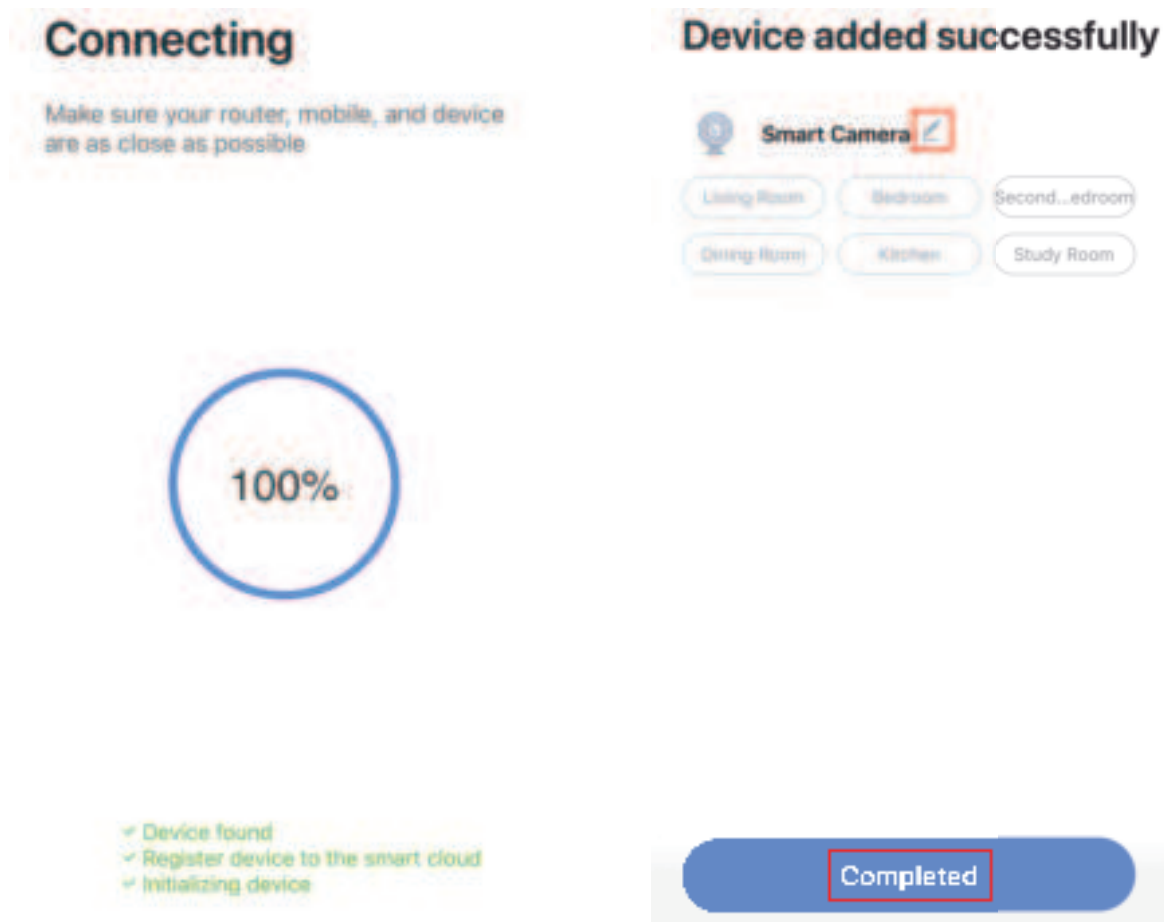 Connecting
Make sure your router, mobile, and device
are as close as possible
100%
✓ Device found
✓ Register device to the smart cloud
✓ Initializing device
Device added successfully
Smart Camera
Living Room
Bedroom
Second...edroom
Dining Room
Kitchen
Study Room
Completed